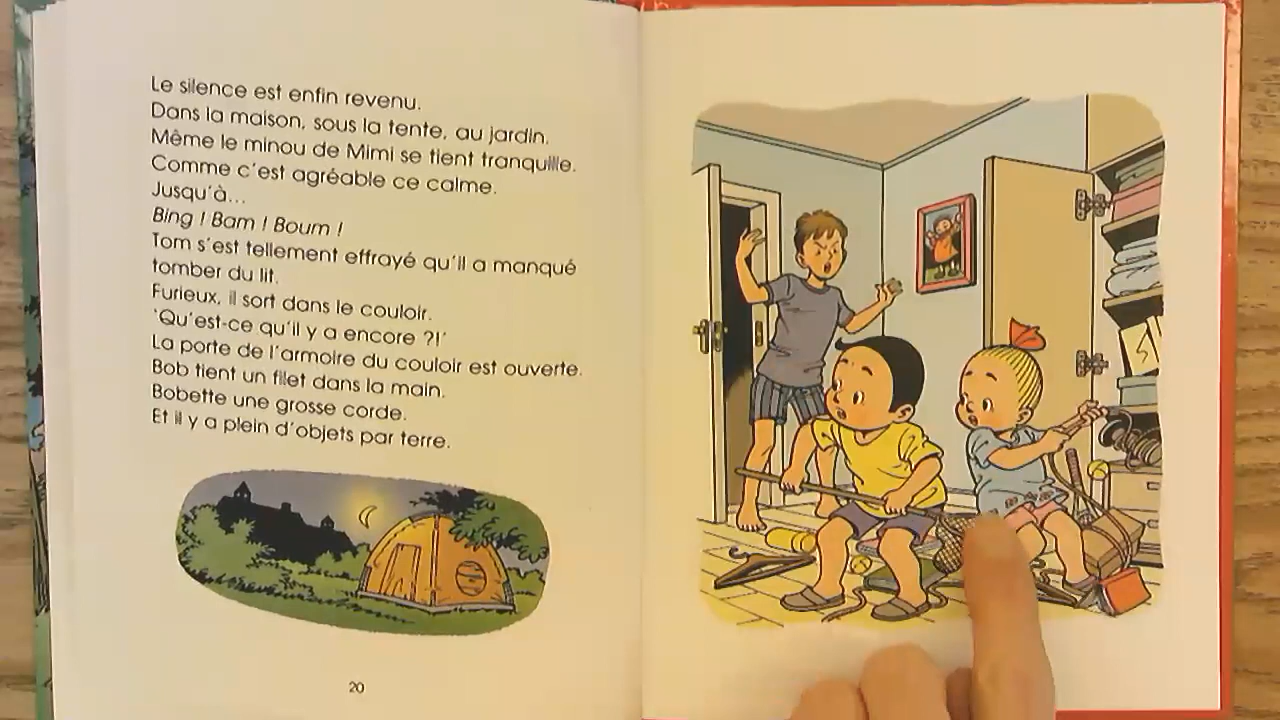 Le silence est enfin revenu.
Dans la maison, sous la tente, au jardin.
Même le minou de Mimi se tient tranquille.
Comme c'est agréable ce calme.
Jusqu'à...
Bing ! Bam ! Boum !
Tom s'est tellement effrayé qu'il a manqué
tomber du lit.
Furieux, il sort dans le couloir.
'Qu'est-ce qu'il y a encore ?!'
La porte de l'armoire du couloir est ouverte.
Bob tient un filet dans la main.
Bobette une grosse corde.
Et il y a plein d'objets par terre.
20